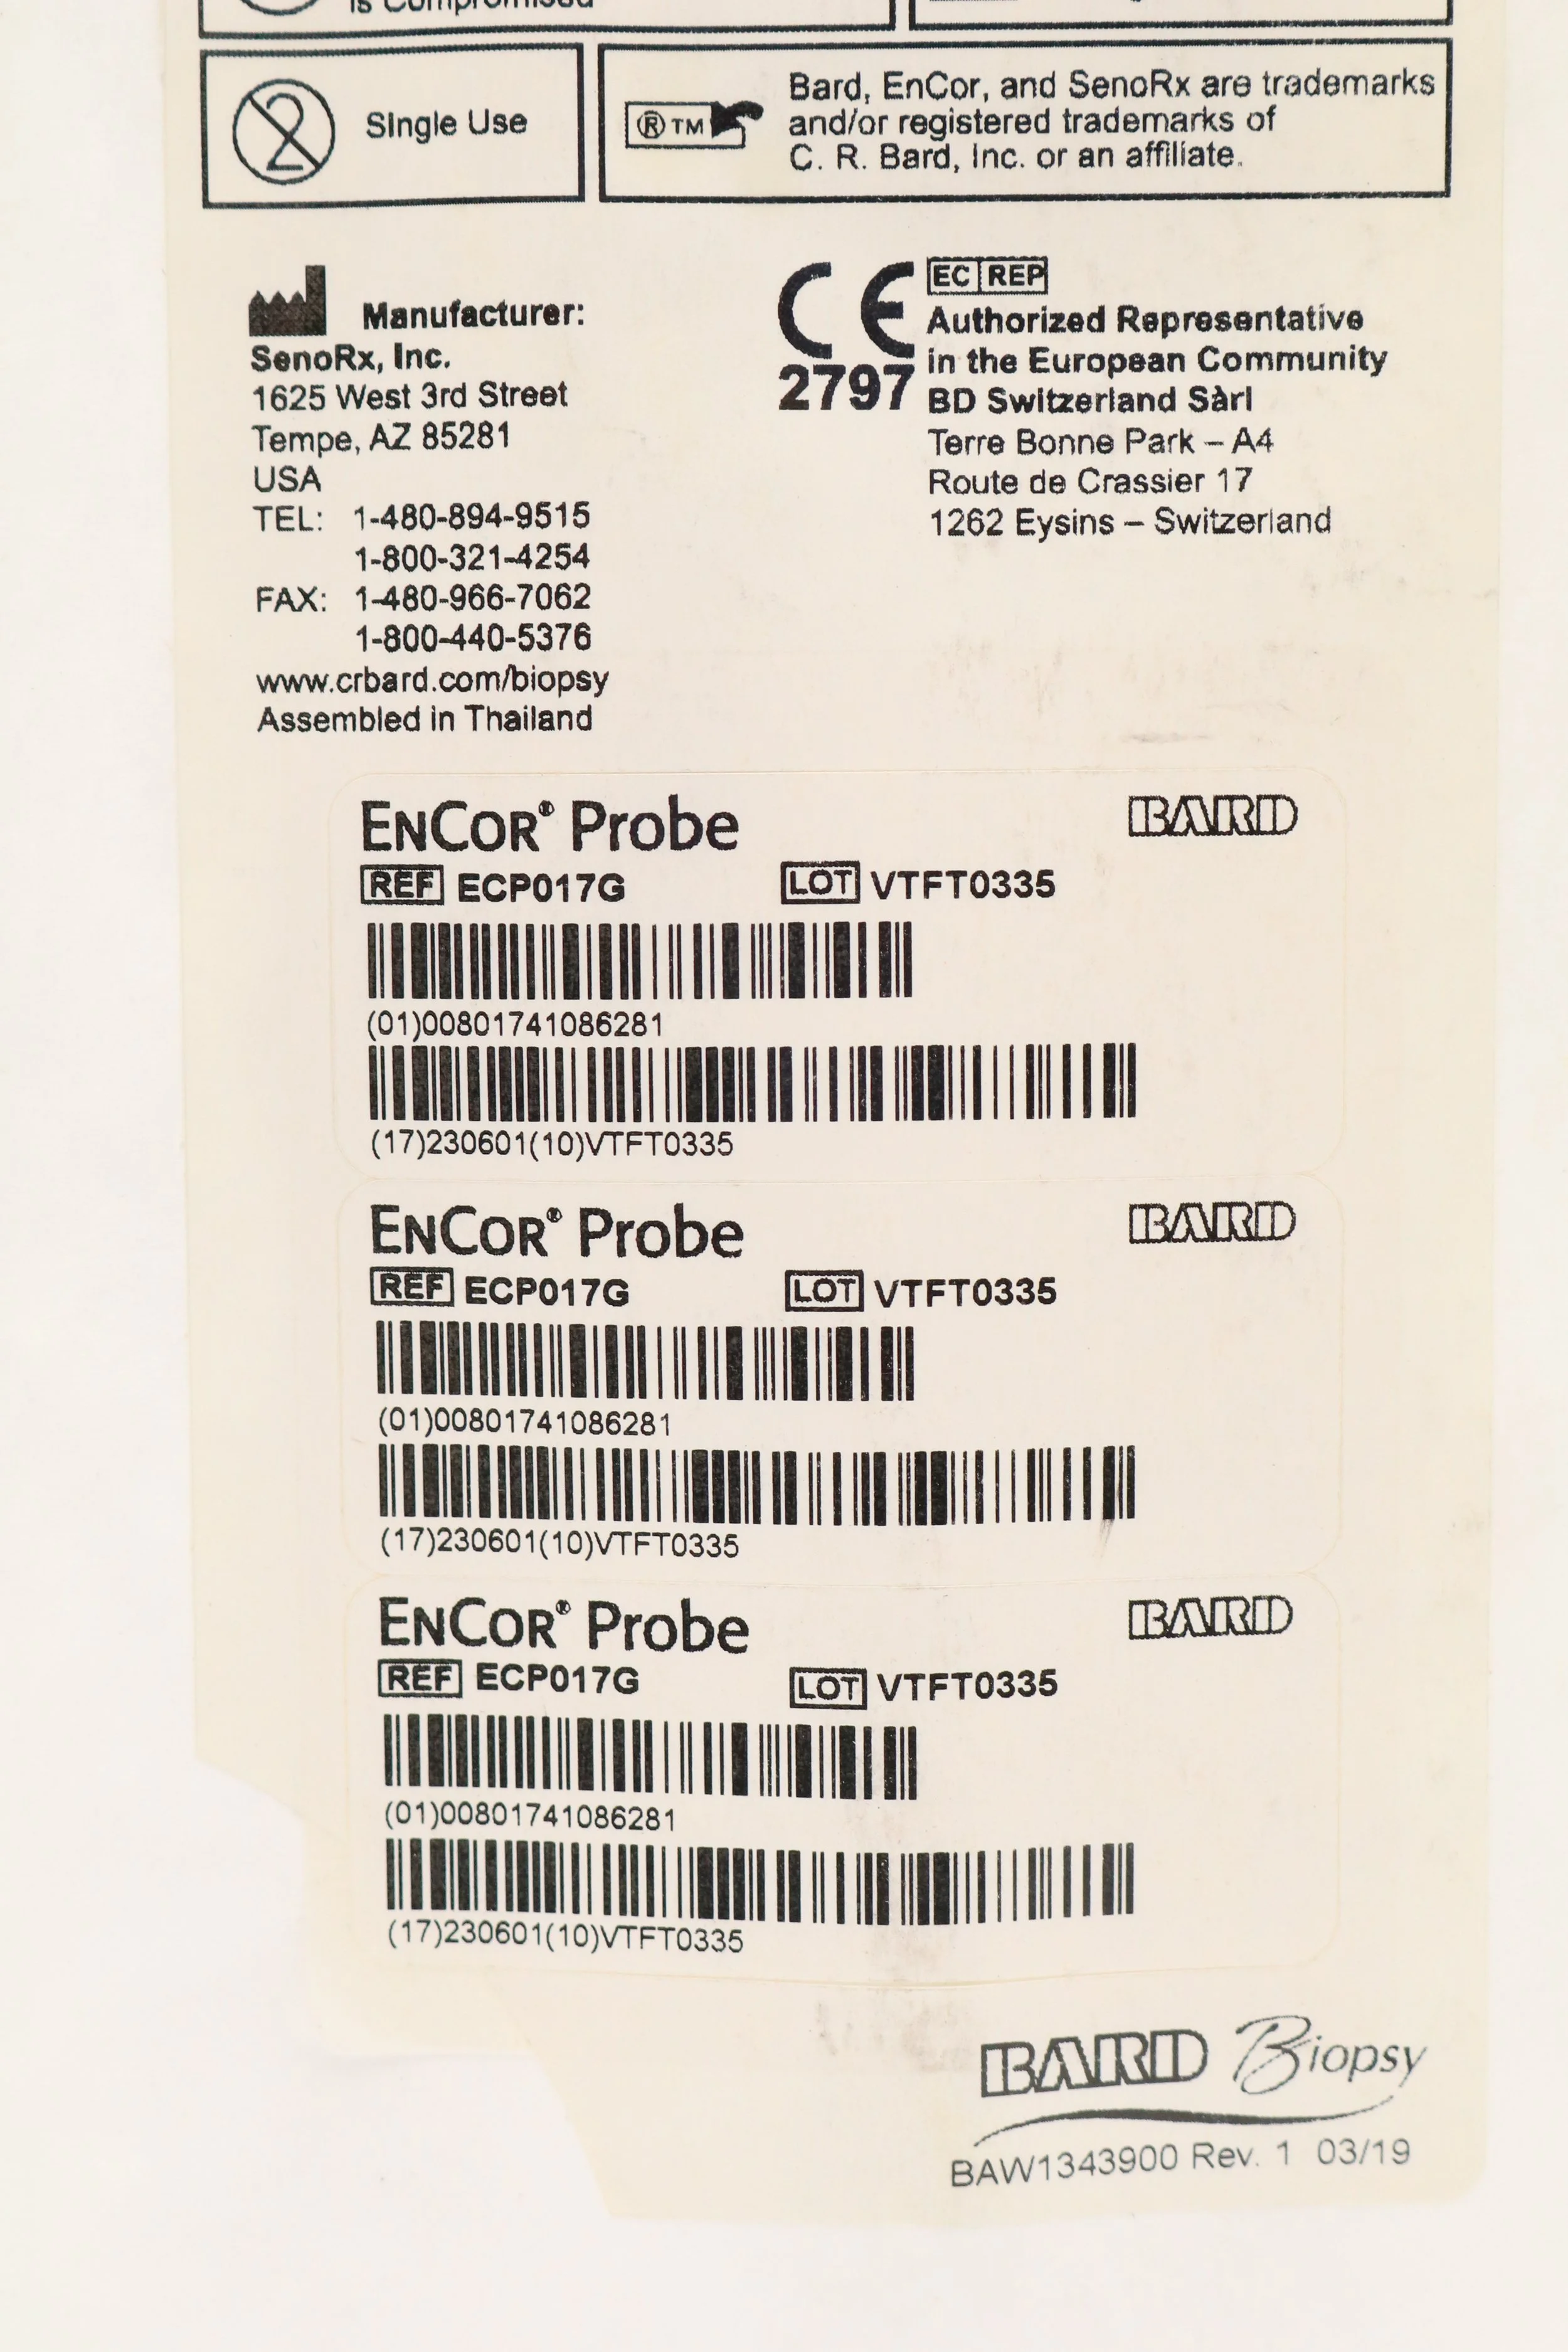 is Compromised
Single Use
® TM
Bard, EnCor, and SenoRx are trademarks
and/or registered trademarks of
C. R. Bard, Inc. or an affiliate.
Manufacturer:
SenoRx, Inc.
1625 West 3rd Street
Tempe, AZ 85281
USA
TEL: 1-480-894-9515
1-800-321-4254
FAX: 1-480-966-7062
1-800-440-5376
www.crbard.com/biopsy
Assembled in Thailand
CE
2797
EC REP
Authorized Representative
in the European Community
BD Switzerland Sàrl
Terre Bonne Park – A4
Route de Crassier 17
1262 Eysins – Switzerland
ENCOR® Probe BARD
REF ECP017G LOT VTFT0335
(01)00801741086281
(17)230601(10)VTFT0335
ENCOR® Probe BARD
REF ECP017G LOT VTFT0335
(01)00801741086281
(17)230601(10)VTFT0335
ENCOR® Probe BARD
REF ECP017G LOT VTFT0335
(01)00801741086281
(17)230601(10)VTFT0335
BARD Biopsy
BAW1343900 Rev. 1 03/19